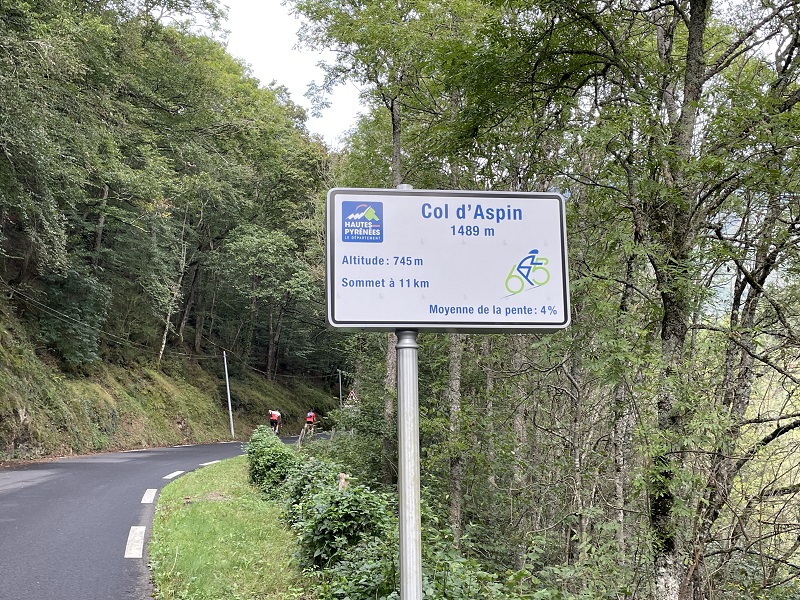 Col d'Aspin
1489 m
HAUTES
PYRÉNÉES
LE DÉPARTEMENT
Altitude : 745 m
Sommet à 11 km
Moyenne de la pente : 4%